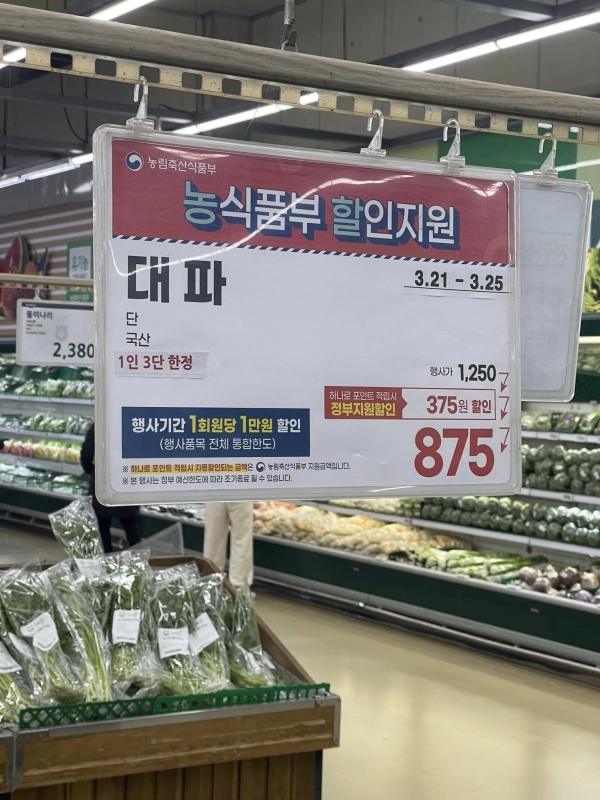 농림축산식품부
농식품부 할인지원
대파
3.21 - 3.25
단
국산
1인 3단 한정
행사가 1,250
하나로 포인트 적립시
정부지원할인
375원 할인
875
행사기간 1회원당 1만원 할인
(행사품목 전체 통합한도)
※ 하나로 포인트 적립시 자동할인되는 금액은 농림축산식품부 지원금액입니다.
※ 본 행사는 정부 예산한도에 따라 조기종료 될 수 있습니다.
돌미나리
2,380